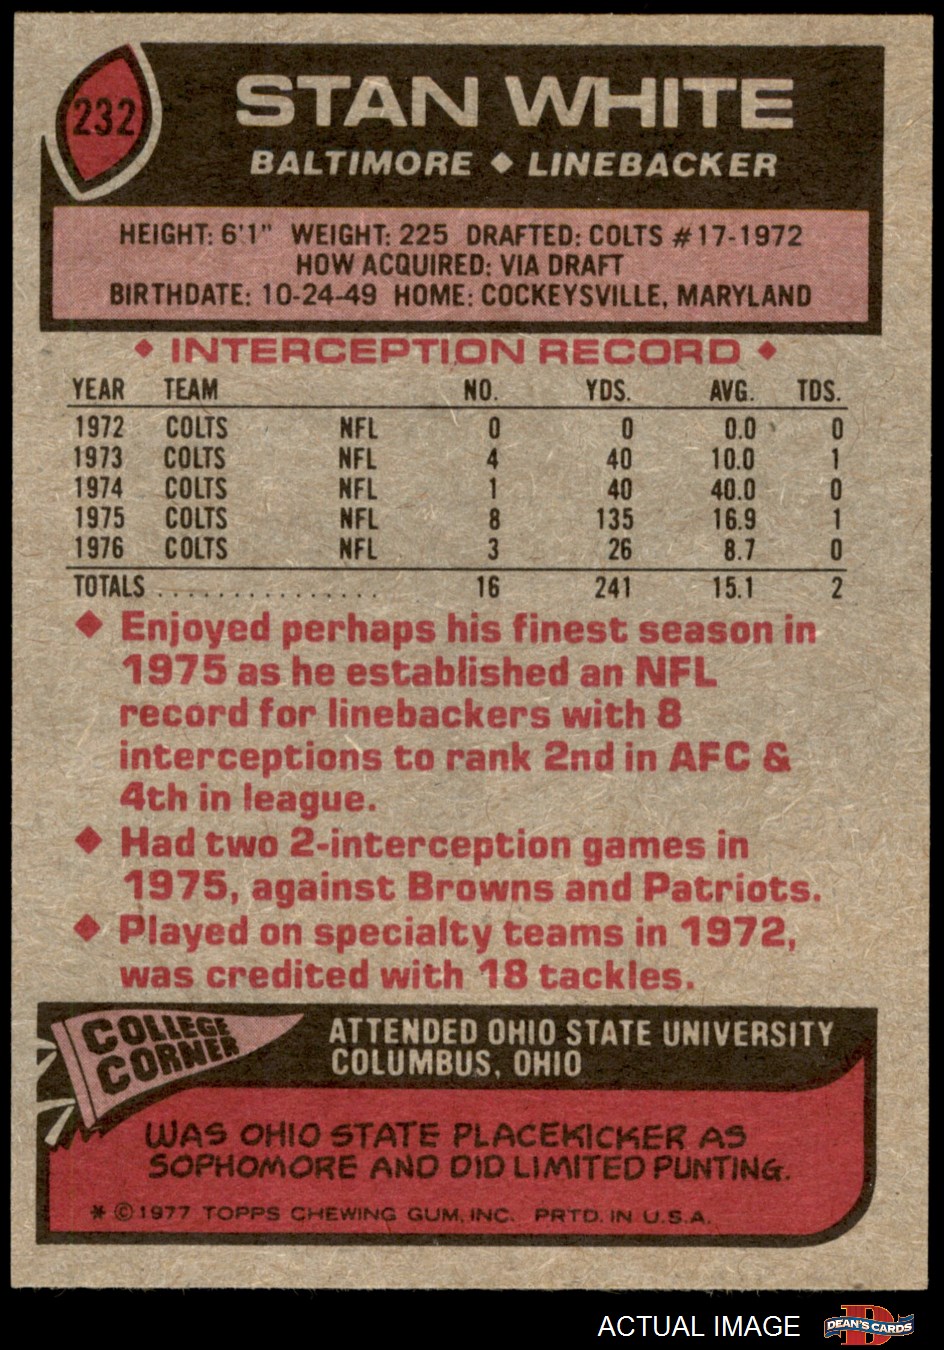 232
STAN WHITE
BALTIMORE ◆ LINEBACKER
HEIGHT: 6'1" WEIGHT: 225 DRAFTED: COLTS #17-1972
HOW ACQUIRED: VIA DRAFT
BIRTHDATE: 10-24-49 HOME: COCKEYSVILLE, MARYLAND
◆ INTERCEPTION RECORD ◆
YEAR TEAM NO. YDS. AVG. TDS.
1972 COLTS NFL 0 0 0.0 0
1973 COLTS NFL 4 40 10.0 1
1974 COLTS NFL 1 40 40.0 0
1975 COLTS NFL 8 135 16.9 1
1976 COLTS NFL 3 26 8.7 0
TOTALS ............... 16 241 15.1 2
◆ Enjoyed perhaps his finest season in
1975 as he established an NFL
record for linebackers with 8
interceptions to rank 2nd in AFC &
4th in league.
◆ Had two 2-interception games in
1975, against Browns and Patriots.
◆ Played on specialty teams in 1972,
was credited with 18 tackles.
COLLEGE
CORNER
ATTENDED OHIO STATE UNIVERSITY
COLUMBUS, OHIO
WAS OHIO STATE PLACEKICKER AS
SOPHOMORE AND DID LIMITED PUNTING.
* © 1977 TOPPS CHEWING GUM, INC. PRTD. IN U.S.A.
ACTUAL IMAGE
D
DEAN'S CARDS